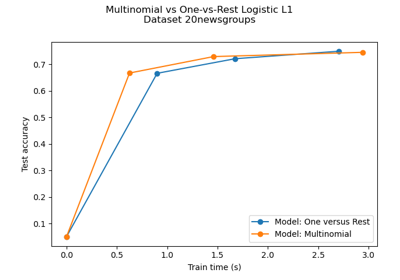 Multinomial vs One-vs-Rest Logistic L1
Dataset 20newsgroups
0.7
0.6
0.5
0.4
0.3
0.2
0.1
Test accuracy
0.0 0.5 1.0 1.5 2.0 2.5 3.0
Train time (s)
Model: One versus Rest
Model: Multinomial